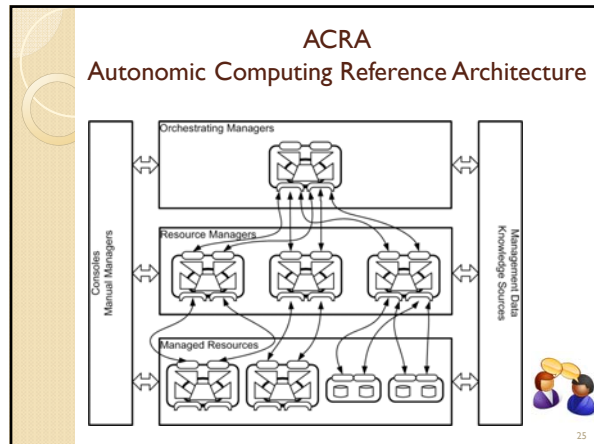 ACRA
Autonomic Computing Reference Architecture
Orchestrating Managers
Consoles
Manual Managers
Resource Managers
Management Data
Knowledge Sources
Managed Resources
25